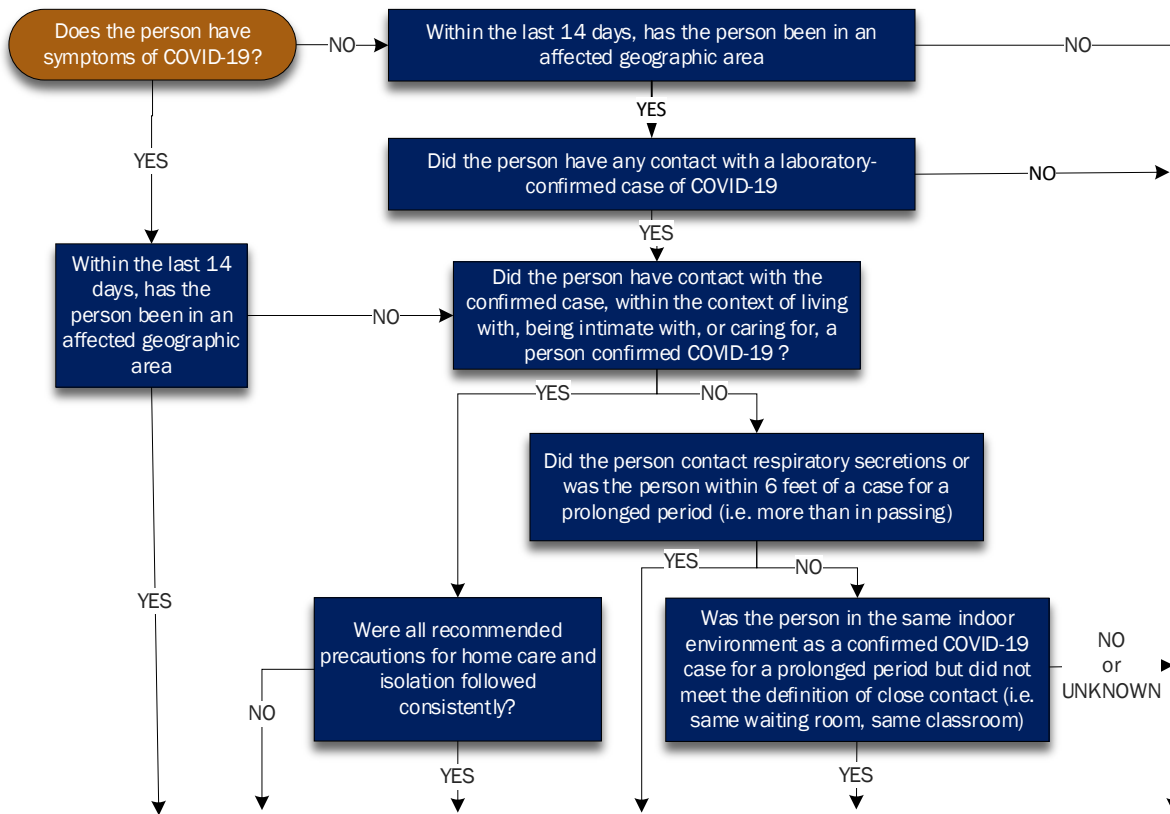 Does the person have
symptoms of COVID-19?
NO
Within the last 14 days, has the person been in an
affected geographic area
NO
YES
YES
Did the person have any contact with a laboratory-
confirmed case of COVID-19
NO
YES
Within the last 14
days, has the
person been in an
affected geographic
area
NO
Did the person have contact with the
confirmed case, within the context of living
with, being intimate with, or caring for, a
person confirmed COVID-19 ?
YES
NO
Did the person contact respiratory secretions or
was the person within 6 feet of a case for a
prolonged period (i.e. more than in passing)
YES
NO
YES
Were all recommended
precautions for home care and
isolation followed
consistently?
NO
YES
Was the person in the same indoor
environment as a confirmed COVID-19
case for a prolonged period but did not
meet the definition of close contact (i.e.
same waiting room, same classroom)
NO
or
UNKNOWN
YES